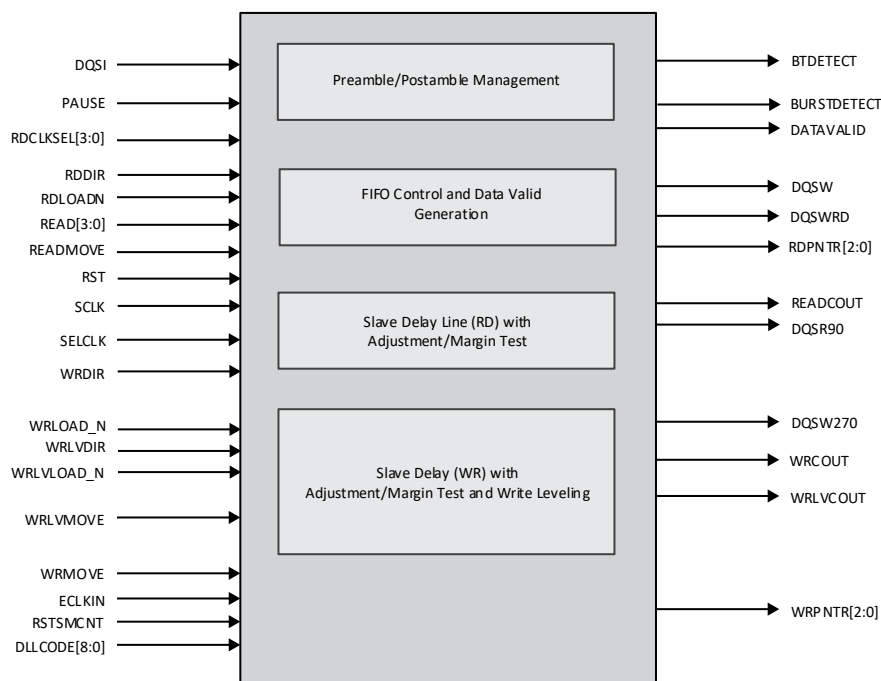 DQSI
PAUSE
RDCLKSEL[3:0]
RDDIR
RDLOADN
READ[3:0]
READMOVE
RST
SCLK
SELCLK
WRDIR
WRLOAD_N
WRLVDIR
WRLVLOAD_N
WRLVMOVE
WRMOVE
ECLKIN
RSTSMCNT
DLLCODE[8:0]
Preamble/Postamble Management
FIFO Control and Data Valid
Generation
Slave Delay Line (RD) with
Adjustment/Margin Test
Slave Delay (WR) with
Adjustment/Margin Test and Write Leveling
BTDETECT
BURSTDETECT
DATAVALID
DQSW
DQSWRD
RDPNTR[2:0]
READCOUT
DQSR90
DQSW270
WRCOUT
WRLVCOUT
WRPNTR[2:0]